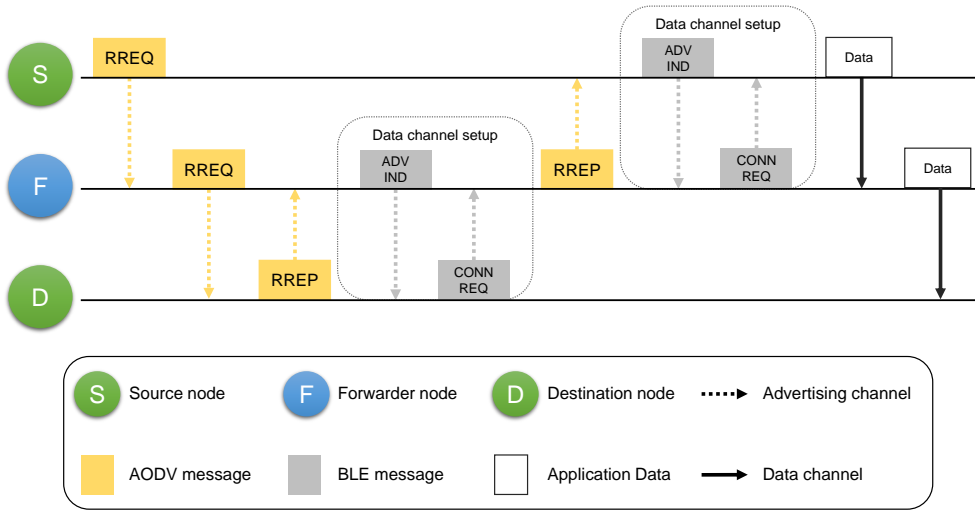 Data channel setup
S
RREQ
ADV
IND
Data
Data channel setup
F
RREQ
ADV
IND
RREP
CONN
REQ
Data
D
RREP
CONN
REQ
S Source node
F Forwarder node
D Destination node
Advertising channel
AODV message
BLE message
Application Data
Data channel